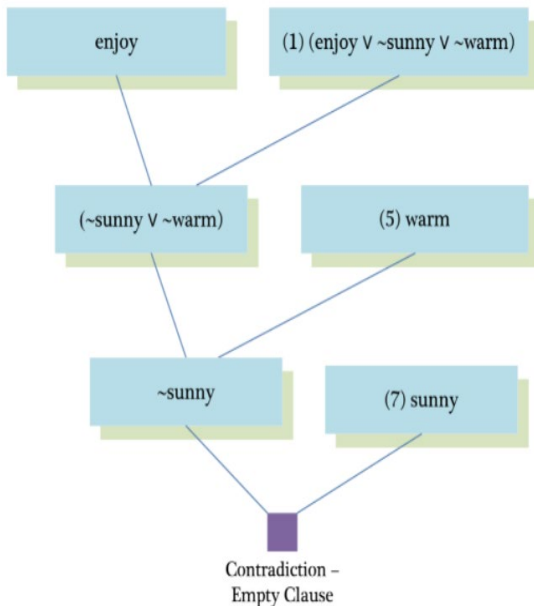 enjoy
(1) (enjoy V ~sunny V ~warm)
(~sunny V ~warm)
(5) warm
~sunny
(7) sunny
Contradiction –
Empty Clause